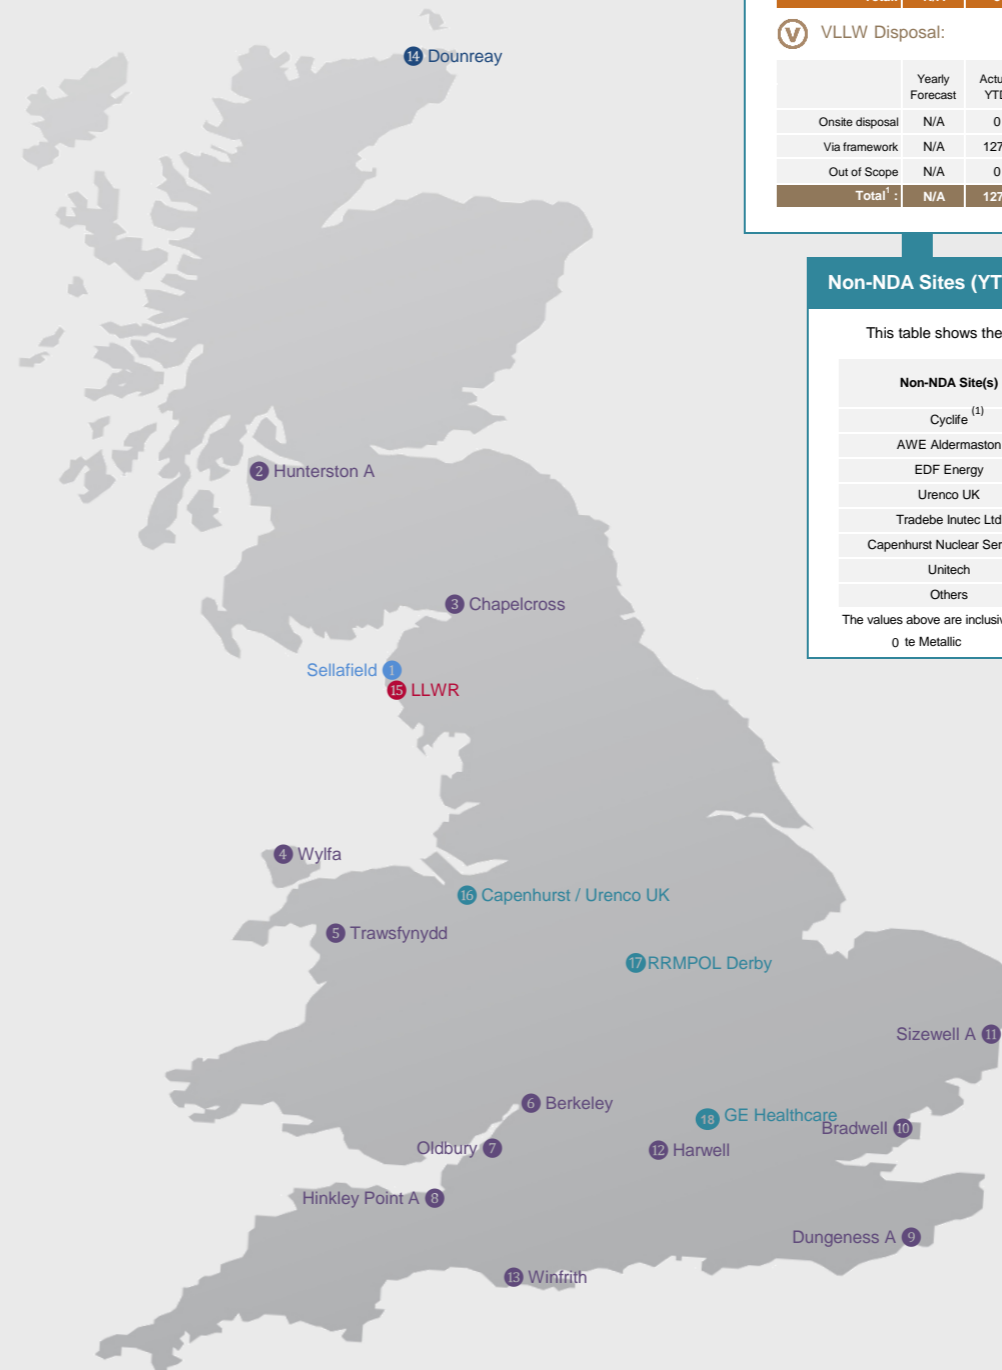 Total: N/A
V VLLW Disposal:
Yearly Forecast
Onsite disposal N/A 0
Via framework N/A 127
Out of Scope N/A 0
Total1 : N/A 127
Non-NDA Sites (YT
This table shows the
Non-NDA Site(s)
Cyclife (1)
AWE Aldermaston
EDF Energy
Urenco UK
Tradebe Inutec Ltd
Capenhurst Nuclear Ser
Unitech
Others
The values above are inclusiv
0 te Metallic
14 Dounreay
2 Hunterston A
3 Chapelcross
Sellafield 1
15 LLWR
4 Wylfa
16 Capenhurst / Urenco UK
5 Trawsfynydd
17 RRMPOL Derby
Sizewell A 11
6 Berkeley
18 GE Healthcare
Bradwell 10
Oldbury 7
12 Harwell
Hinkley Point A 8
Dungeness A 9
13 Winfrith